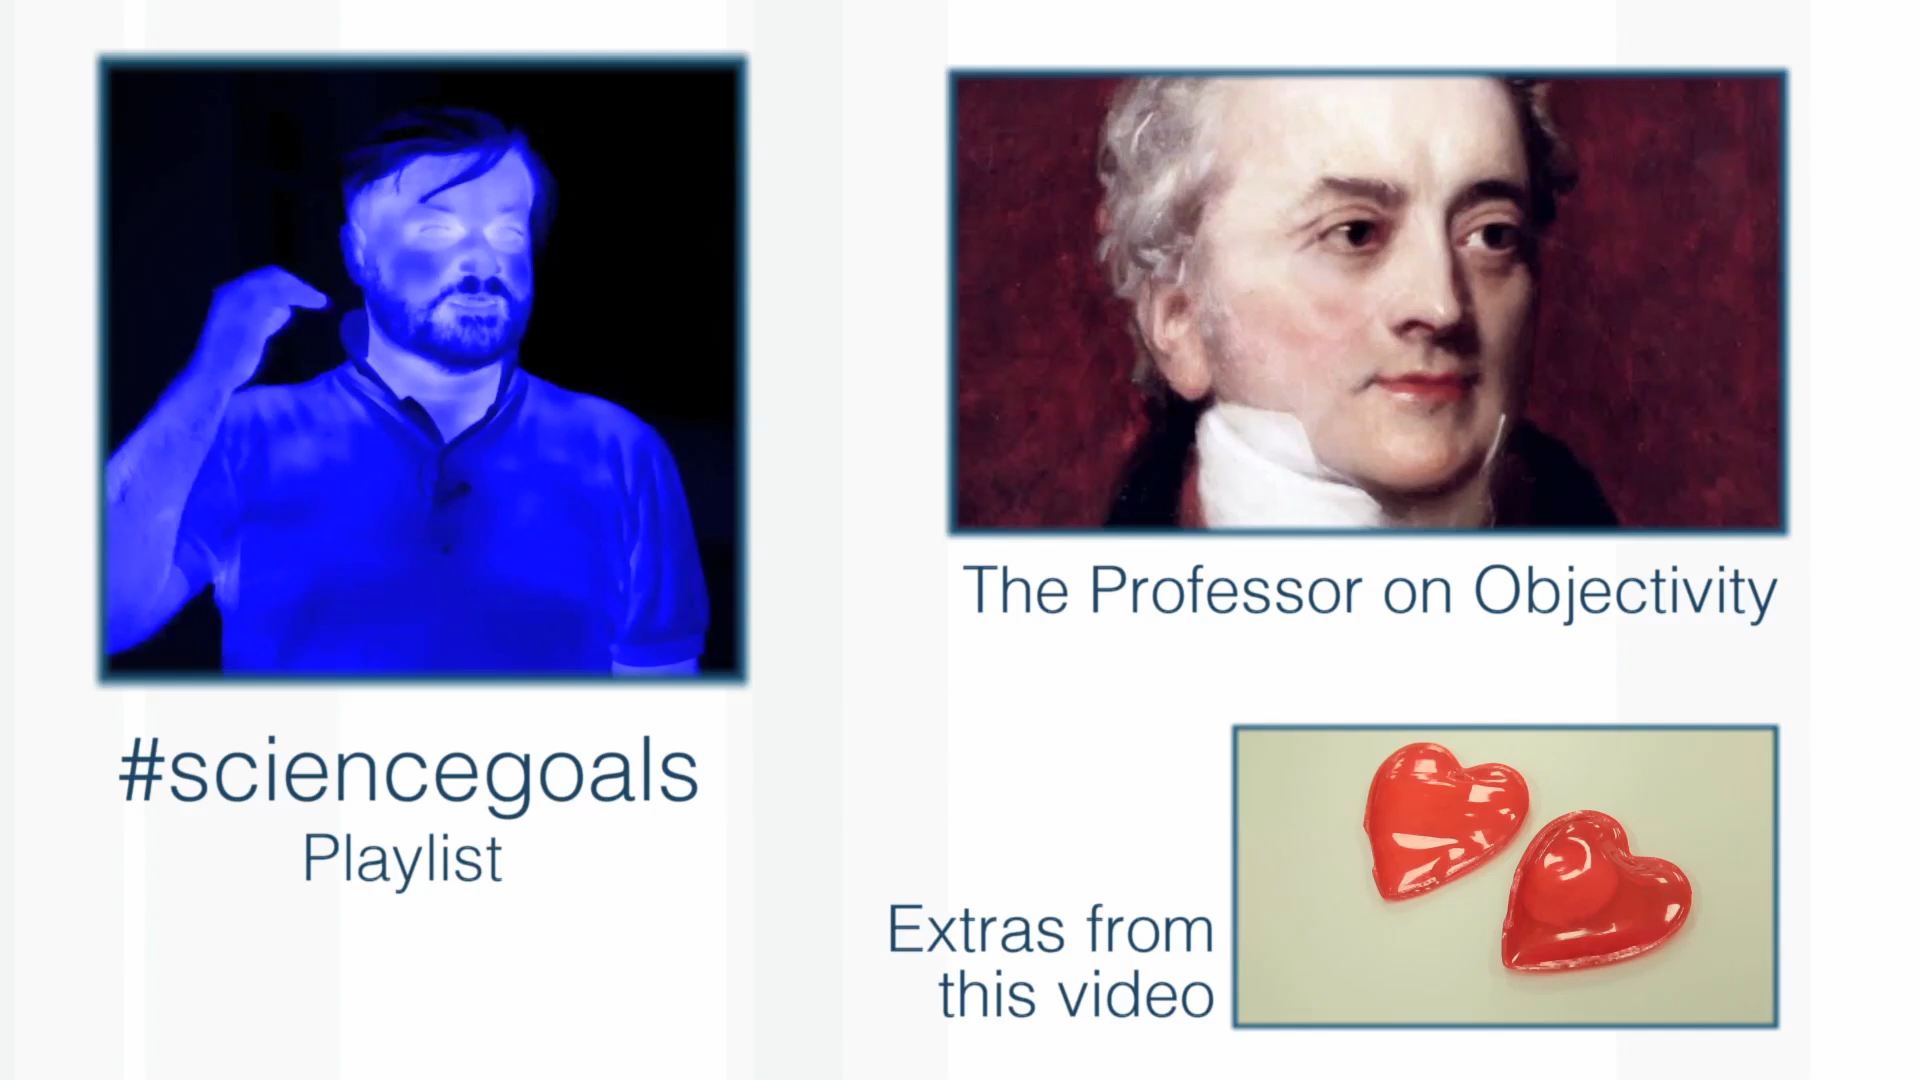 #sciencegoals
Playlist
The Professor on Objectivity
Extras from
this video